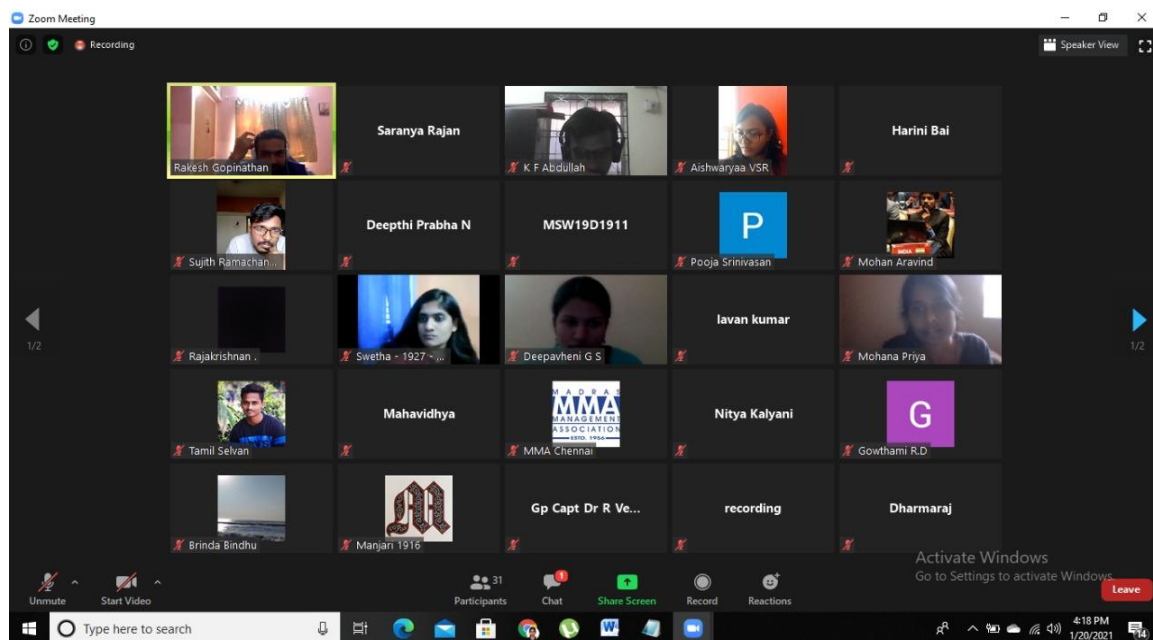 Zoom Meeting
Recording
Speaker View
Rakesh Gopinathan
Saranya Rajan
K F Abdullah
Aishwaryaa VSR
Harini Bai
Sujith Ramachan...
Deepthi Prabha N
MSW19D1911
P
Pooja Srinivasan
INDIA
Mohan Aravind
1/2
Rajakrishnan .
Swetha - 1927 - ...
Deepavheni G S
lavan kumar
Mohana Priya
1/2
Tamil Selvan
Mahavidhya
MADRAS
MMA
MANAGEMENT
ASSOCIATION
ESTD. 1956
MMA Chennai
Nitya Kalyani
G
Gowthami R.D
Brinda Bindhu
M
Manjari 1916
Gp Capt Dr R Ve...
recording
Dharmaraj
Activate Windows
Go to Settings to activate Windows.
Unmute
Start Video
31
Participants
1
Chat
Share Screen
Record
Reactions
Leave
Type here to search
W
4:18 PM
1/20/2021
14